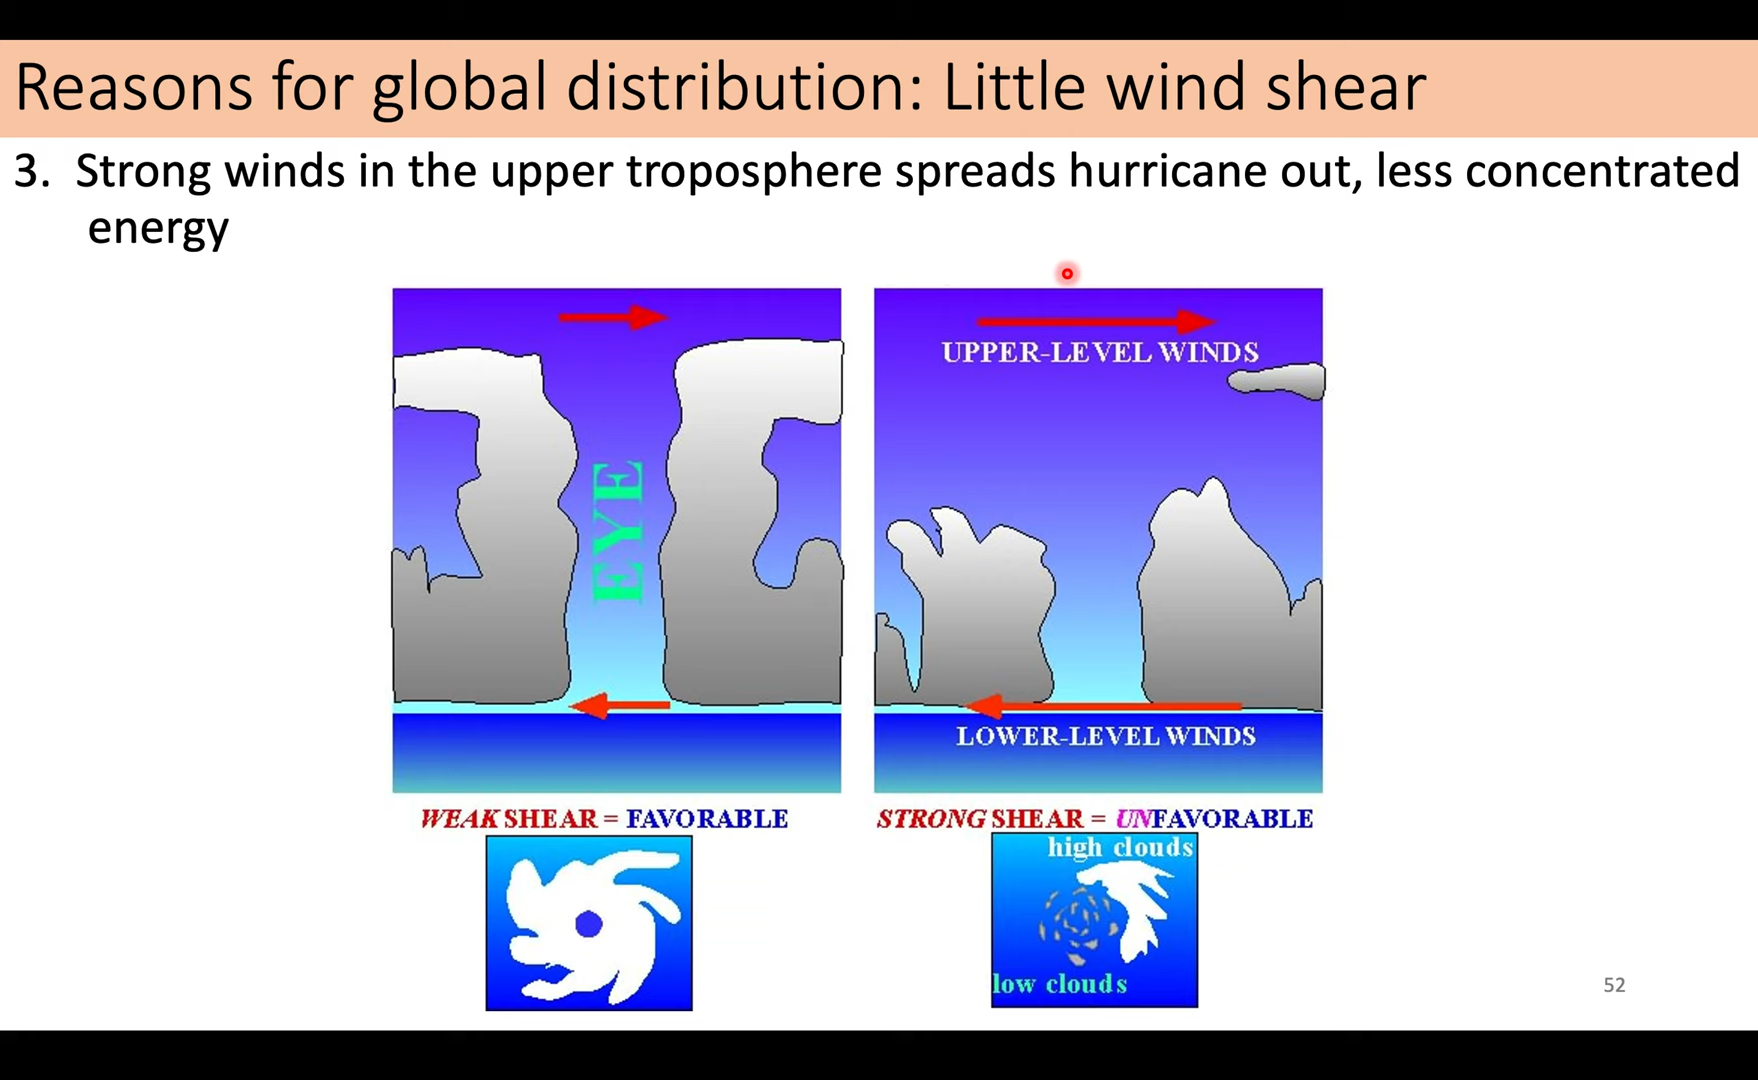 Reasons for global distribution: Little wind shear
3. Strong winds in the upper troposphere spreads hurricane out, less concentrated
energy
EYE
UPPER-LEVEL WINDS
LOWER-LEVEL WINDS
WEAK SHEAR = FAVORABLE
STRONG SHEAR = UNFAVORABLE
high clouds
low clouds
52